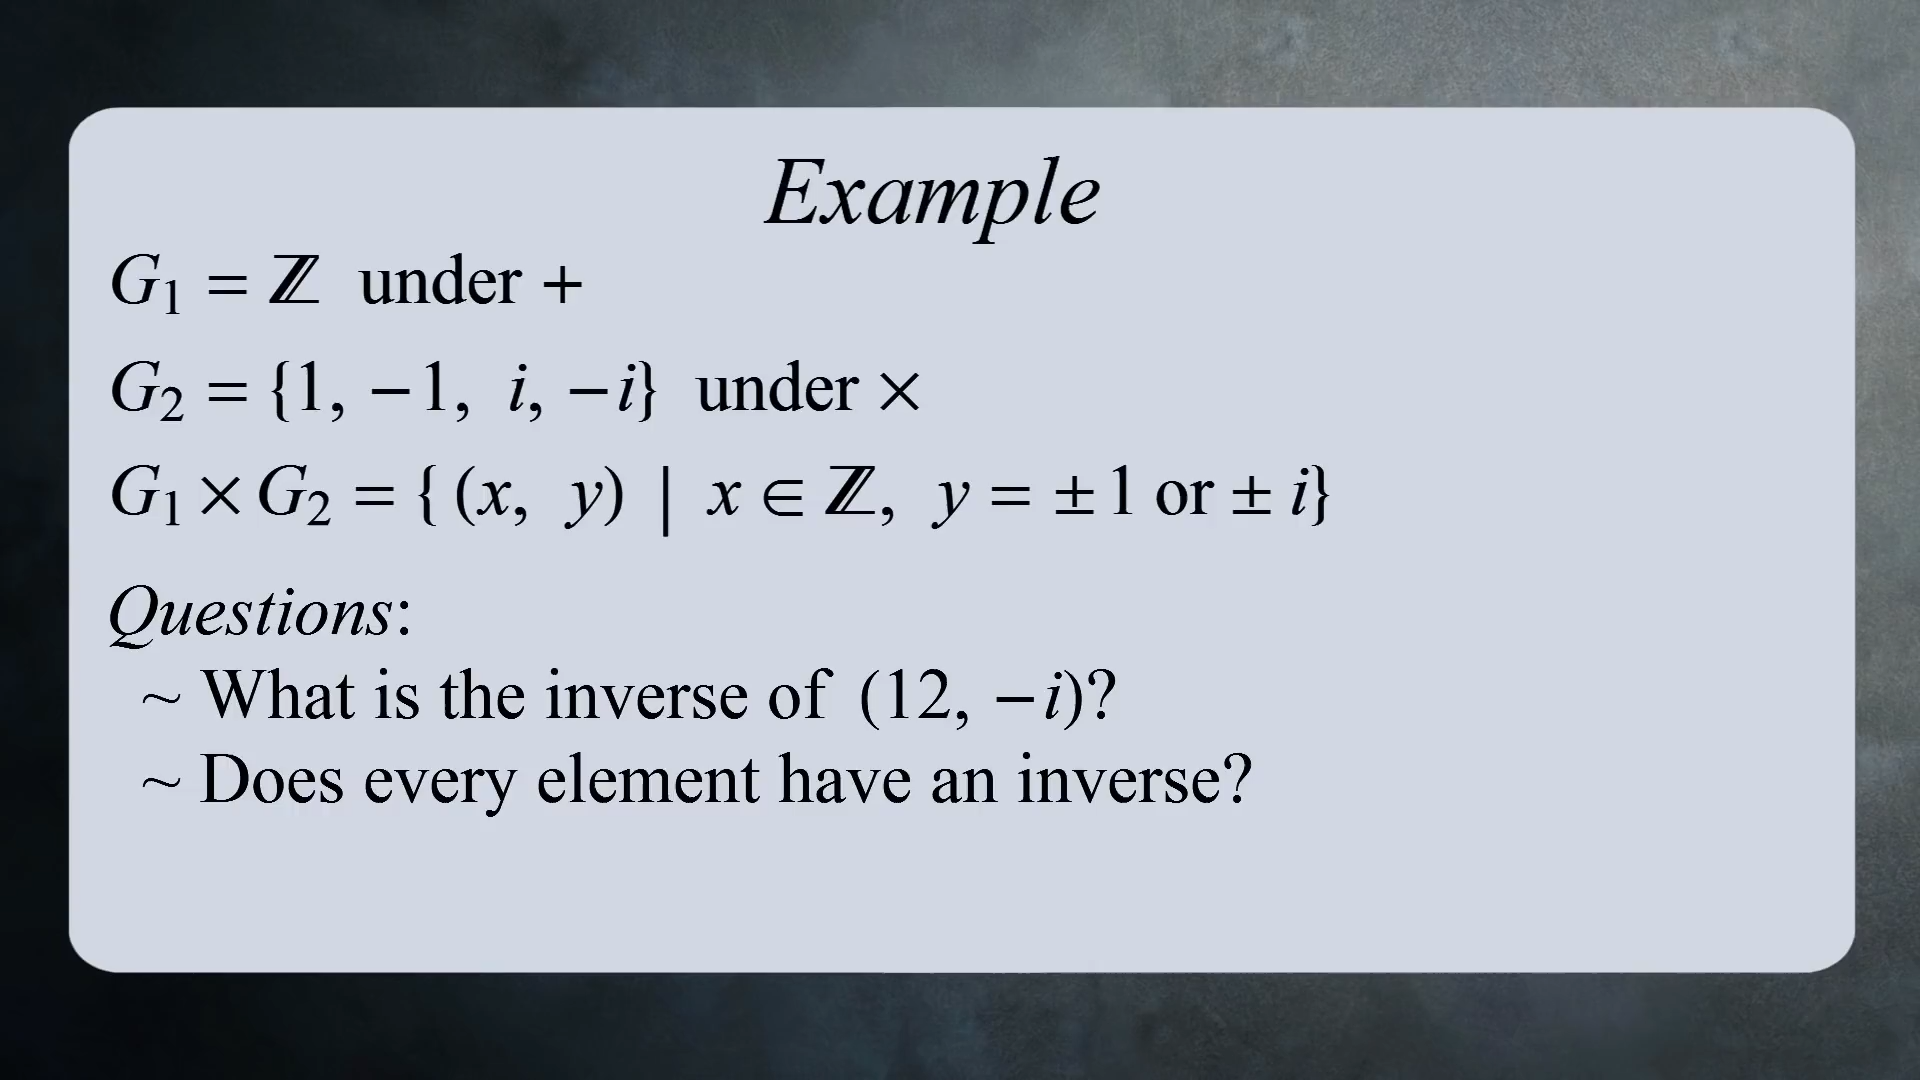 Example
G₁ = ℤ under +
G₂ = {1, −1, i, −i} under ×
G₁ × G₂ = { (x, y) | x ∈ ℤ, y = ± 1 or ± i}
Questions:
~ What is the inverse of (12, −i)?
~ Does every element have an inverse?